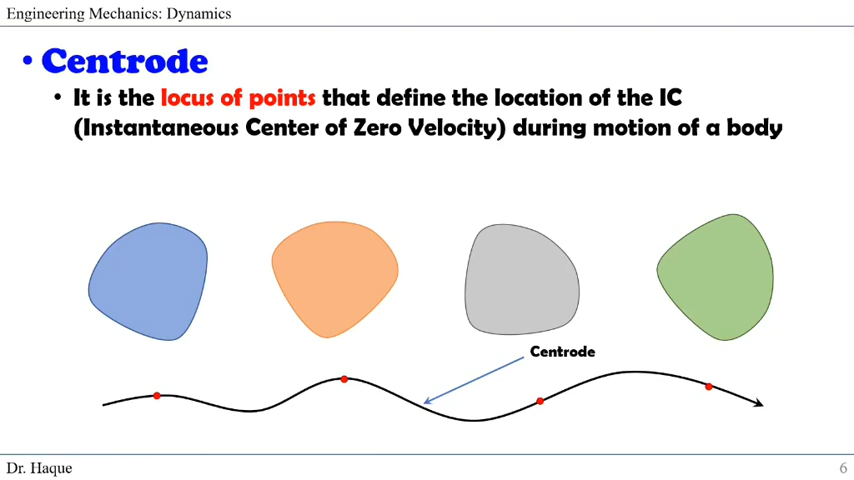 Engineering Mechanics: Dynamics
• Centrode
• It is the locus of points that define the location of the IC
(Instantaneous Center of Zero Velocity) during motion of a body
Centrode
Dr. Haque
6